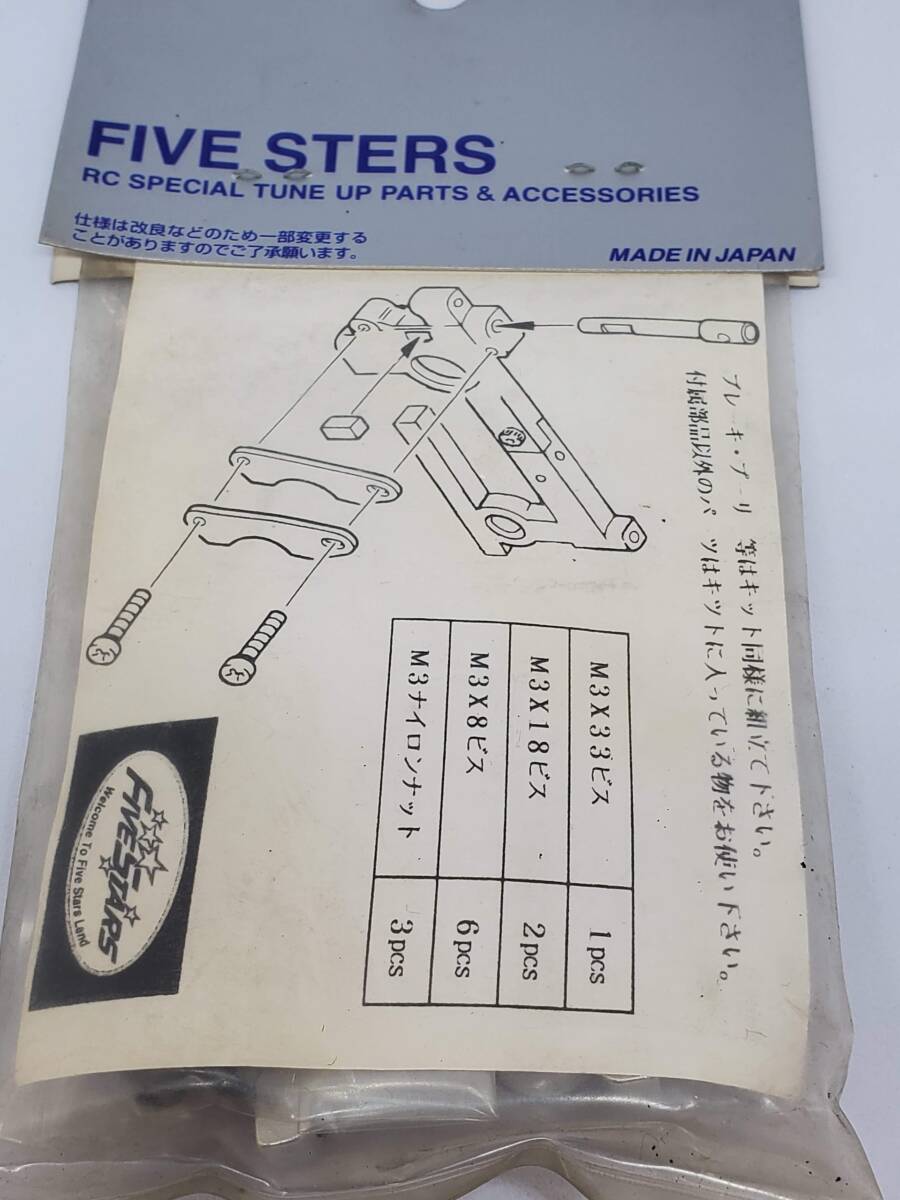 FIVE STERS
RC SPECIAL TUNE UP PARTS & ACCESSORIES
仕様は改良などのため一部変更する
ことがありますのでご了承願います。
MADE IN JAPAN
ブレーキ・プーリ 等はキット同様に組立て下さい。
付属部品以外のパ ツはキットに入っている物をお使い下さい。
M3X33ビス 1pcs
M3X18ビス 2pcs
M3X8ビス 6pcs
M3ナイロンナット 3pcs
FIVESTARS
Welcome To Five Stars Land